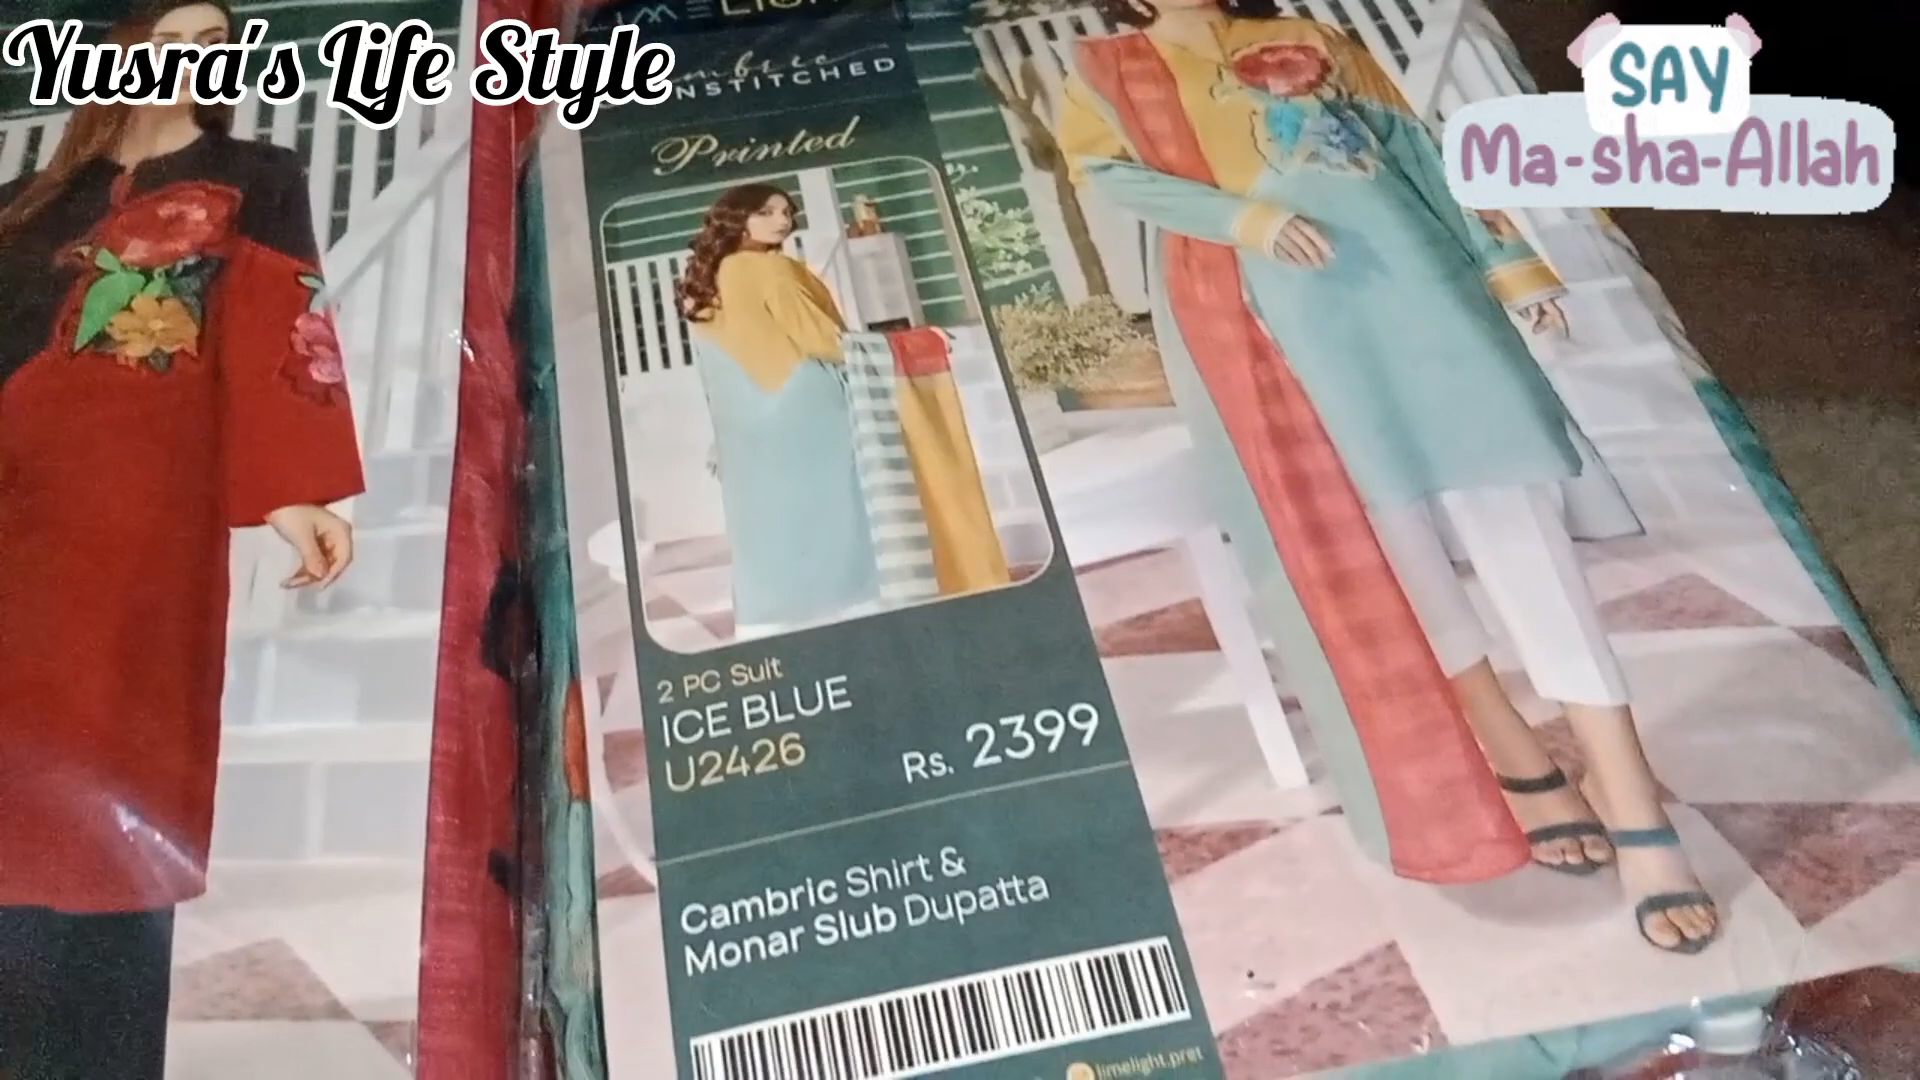 Yusra's Life Style
SAY
Ma-sha-Allah
Printed
2 PC Suit
ICE BLUE
U2426
Rs. 2399
Cambric Shirt &
Monar Slub Dupatta
limelight.pret